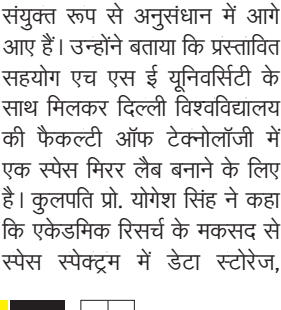 संयुक्त रूप से अनुसंधान में आगे
आए हैं। उन्होंने बताया कि प्रस्तावित
सहयोग एच एस ई यूनिवर्सिटी के
साथ मिलकर दिल्ली विश्वविद्यालय
की फैकल्टी ऑफ टेक्नोलॉजी में
एक स्पेस मिरर लैब बनाने के लिए
है। कुलपति प्रो. योगेश सिंह ने कहा
कि एकेडमिक रिसर्च के मकसद से
स्पेस स्पेक्ट्रम में डेटा स्टोरेज,